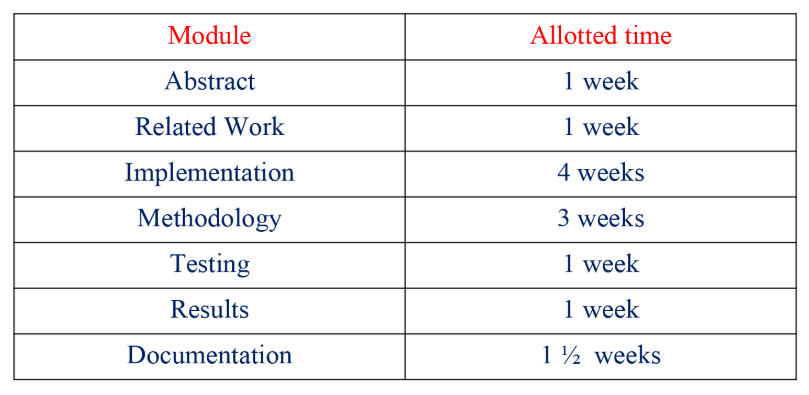 Module Allotted time
Abstract 1 week
Related Work 1 week
Implementation 4 weeks
Methodology 3 weeks
Testing 1 week
Results 1 week
Documentation 1 ½ weeks